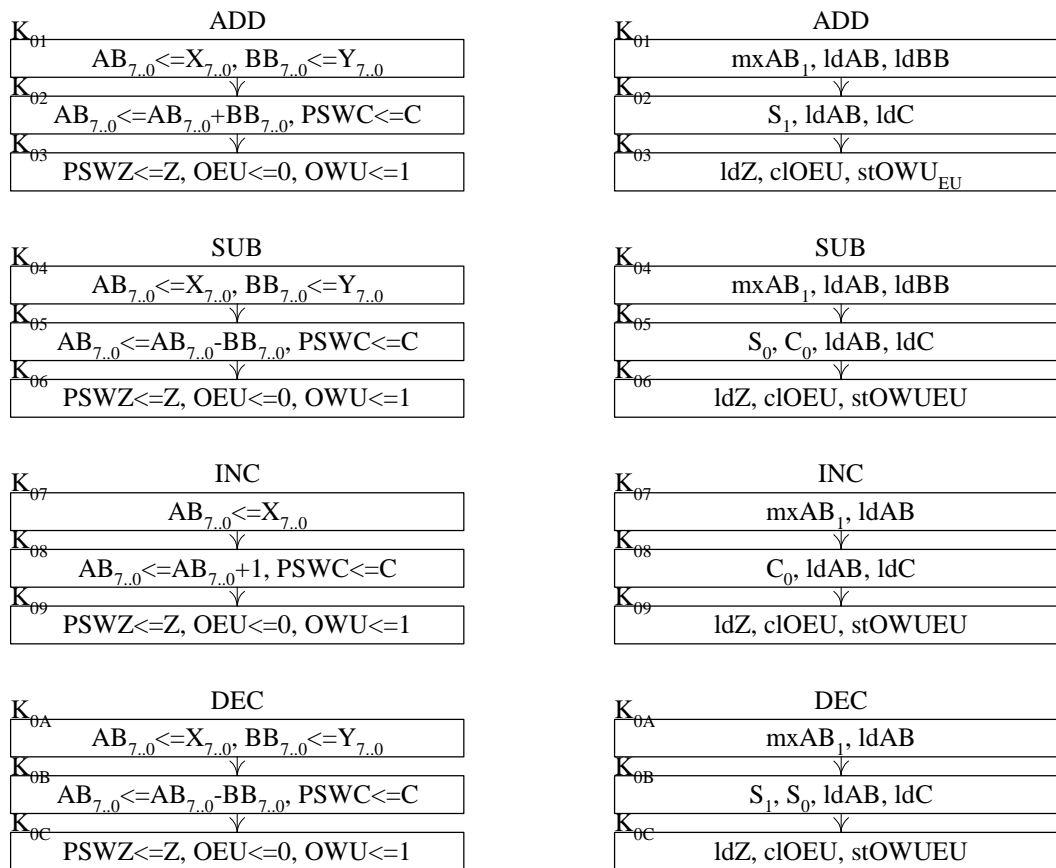 ADD
K01
AB7..0<=X7..0, BB7..0<=Y7..0
K02
AB7..0<=AB7..0+BB7..0, PSWC<=C
K03
PSWZ<=Z, OEU<=0, OWU<=1
SUB
K04
AB7..0<=X7..0, BB7..0<=Y7..0
K05
AB7..0<=AB7..0-BB7..0, PSWC<=C
K06
PSWZ<=Z, OEU<=0, OWU<=1
INC
K07
AB7..0<=X7..0
K08
AB7..0<=AB7..0+1, PSWC<=C
K09
PSWZ<=Z, OEU<=0, OWU<=1
DEC
K0A
AB7..0<=X7..0, BB7..0<=Y7..0
K0B
AB7..0<=AB7..0-BB7..0, PSWC<=C
K0C
PSWZ<=Z, OEU<=0, OWU<=1
ADD
K01
mxAB1, ldAB, ldBB
K02
S1, ldAB, ldC
K03
ldZ, clOEU, stOWUEU
SUB
K04
mxAB1, ldAB, ldBB
K05
S0, C0, ldAB, ldC
K06
ldZ, clOEU, stOWUEU
INC
K07
mxAB1, ldAB
K08
C0, ldAB, ldC
K09
ldZ, clOEU, stOWUEU
DEC
K0A
mxAB1, ldAB
K0B
S1, S0, ldAB, ldC
K0C
ldZ, clOEU, stOWUEU